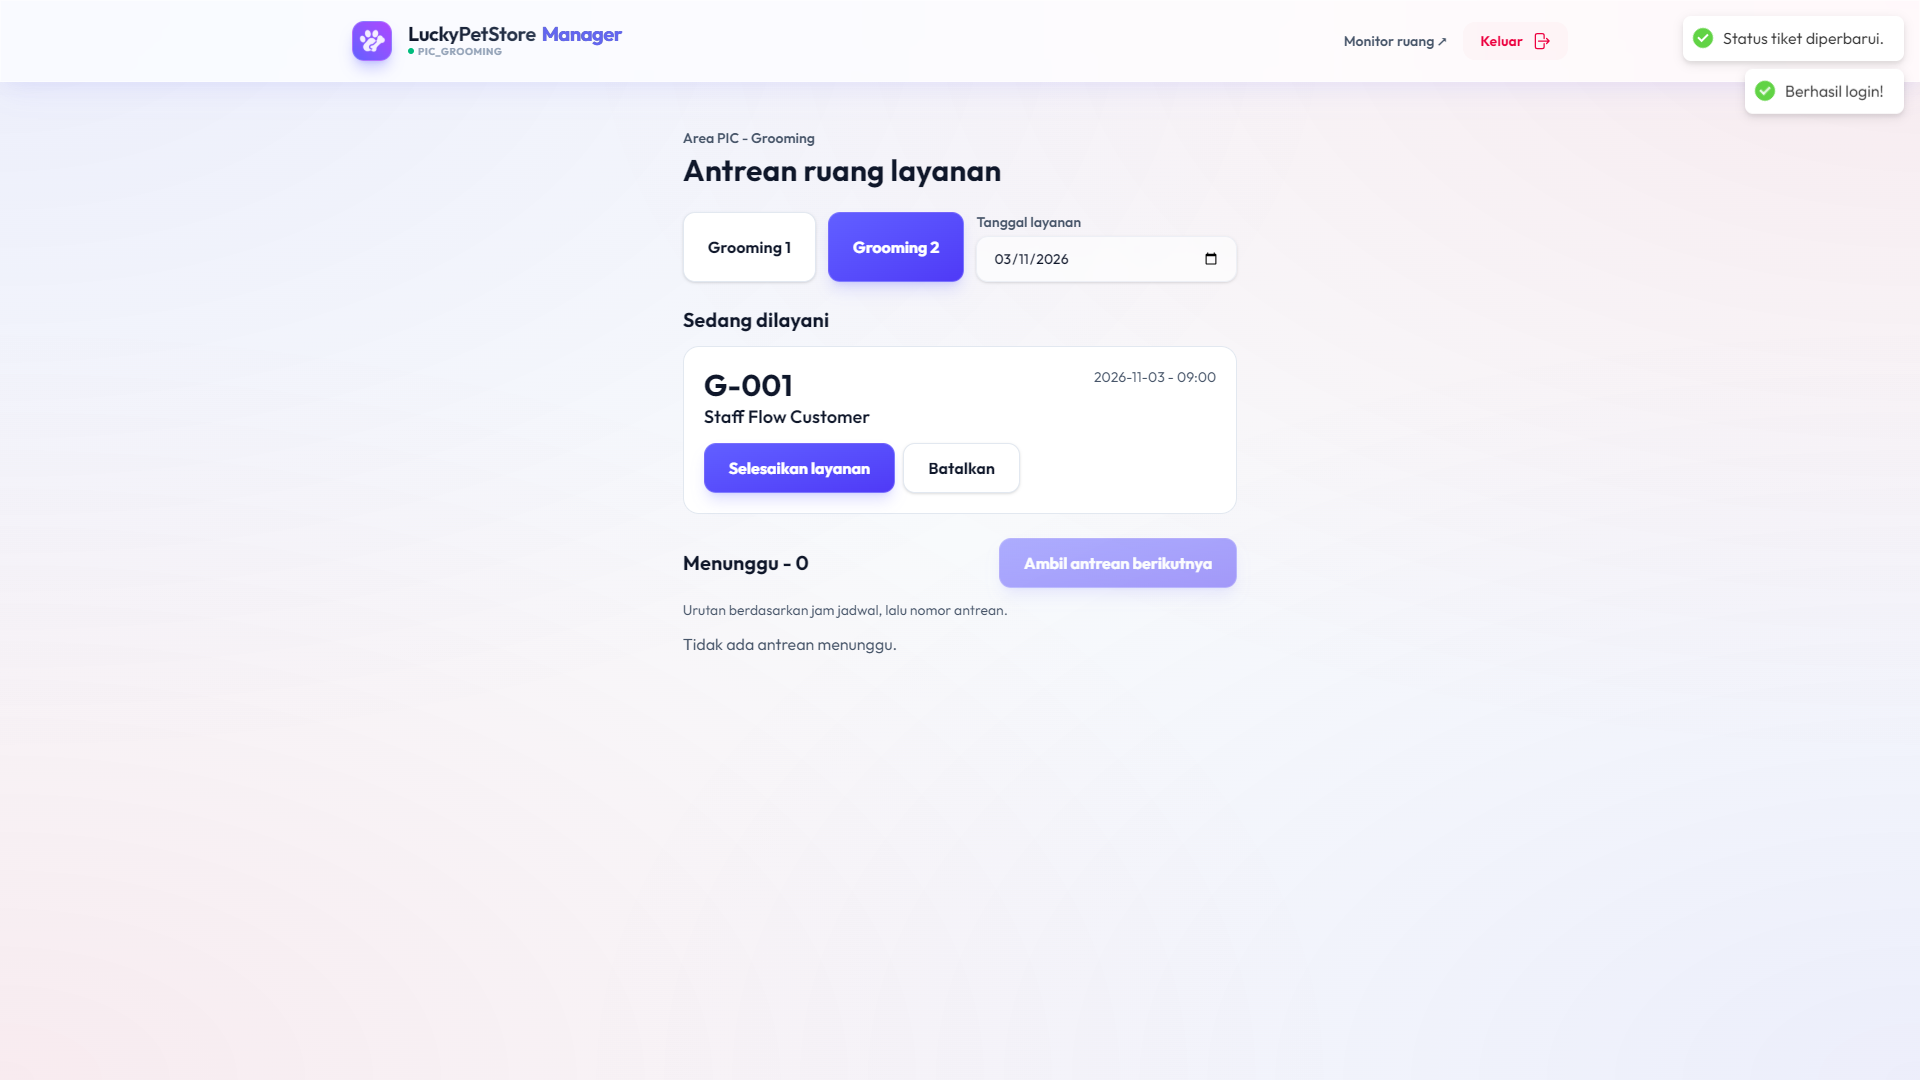 LuckyPetStore Manager
PIC_GROOMING
Monitor ruang ↗
Keluar
Status tiket diperbarui.
Berhasil login!
Area PIC - Grooming
Antrean ruang layanan
Grooming 1
Grooming 2
Tanggal layanan
03/11/2026
Sedang dilayani
G-001
2026-11-03 - 09:00
Staff Flow Customer
Selesaikan layanan
Batalkan
Menunggu - 0
Ambil antrean berikutnya
Urutan berdasarkan jam jadwal, lalu nomor antrean.
Tidak ada antrean menunggu.